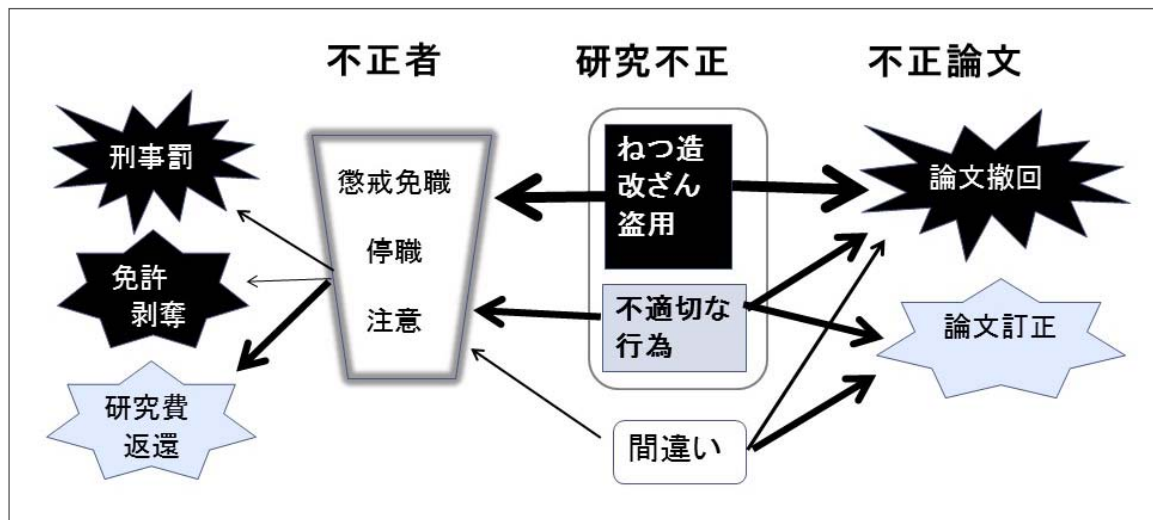 不正者
研究不正
不正論文
刑事罰
免許
剥奪
研究費
返還
懲戒免職
停職
注意
ねつ造
改ざん
盗用
不適切な
行為
間違い
論文撤回
論文訂正